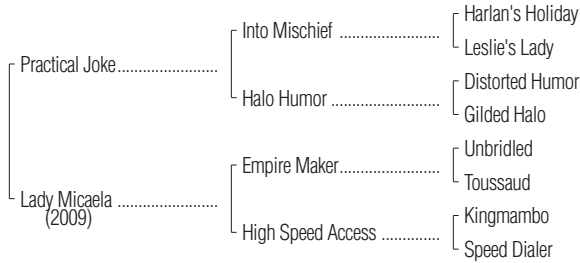 Harlan's Holiday
Into Mischief ........................
Leslie's Lady
Practical Joke........................
Distorted Humor
Halo Humor ..........................
Gilded Halo
Unbridled
Empire Maker........................
Toussaud
Lady Micaela ........................
(2009)
Kingmambo
High Speed Access ..............
Speed Dialer